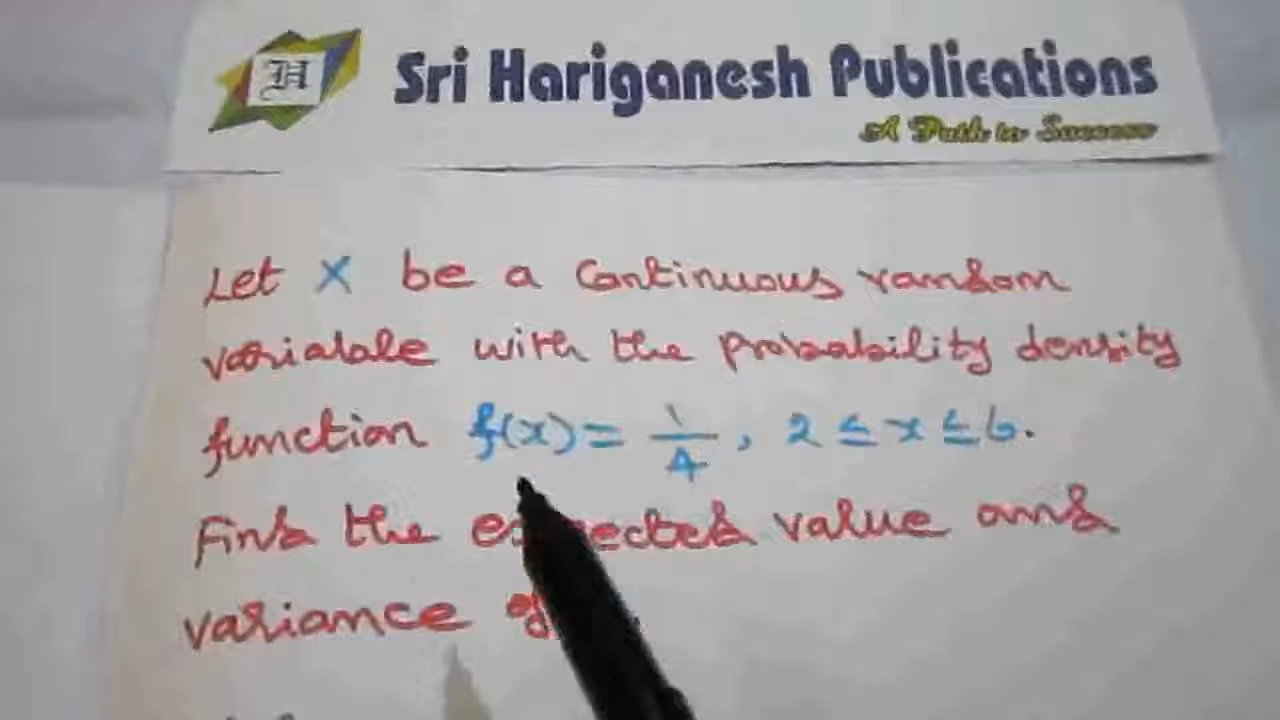 H
Sri Hariganesh Publications
A Path to Success
Let X be a continuous random
variable with the probability density
function f(x) = 1/4, 2 ≤ x ≤ 6.
Find the expected value and
variance of